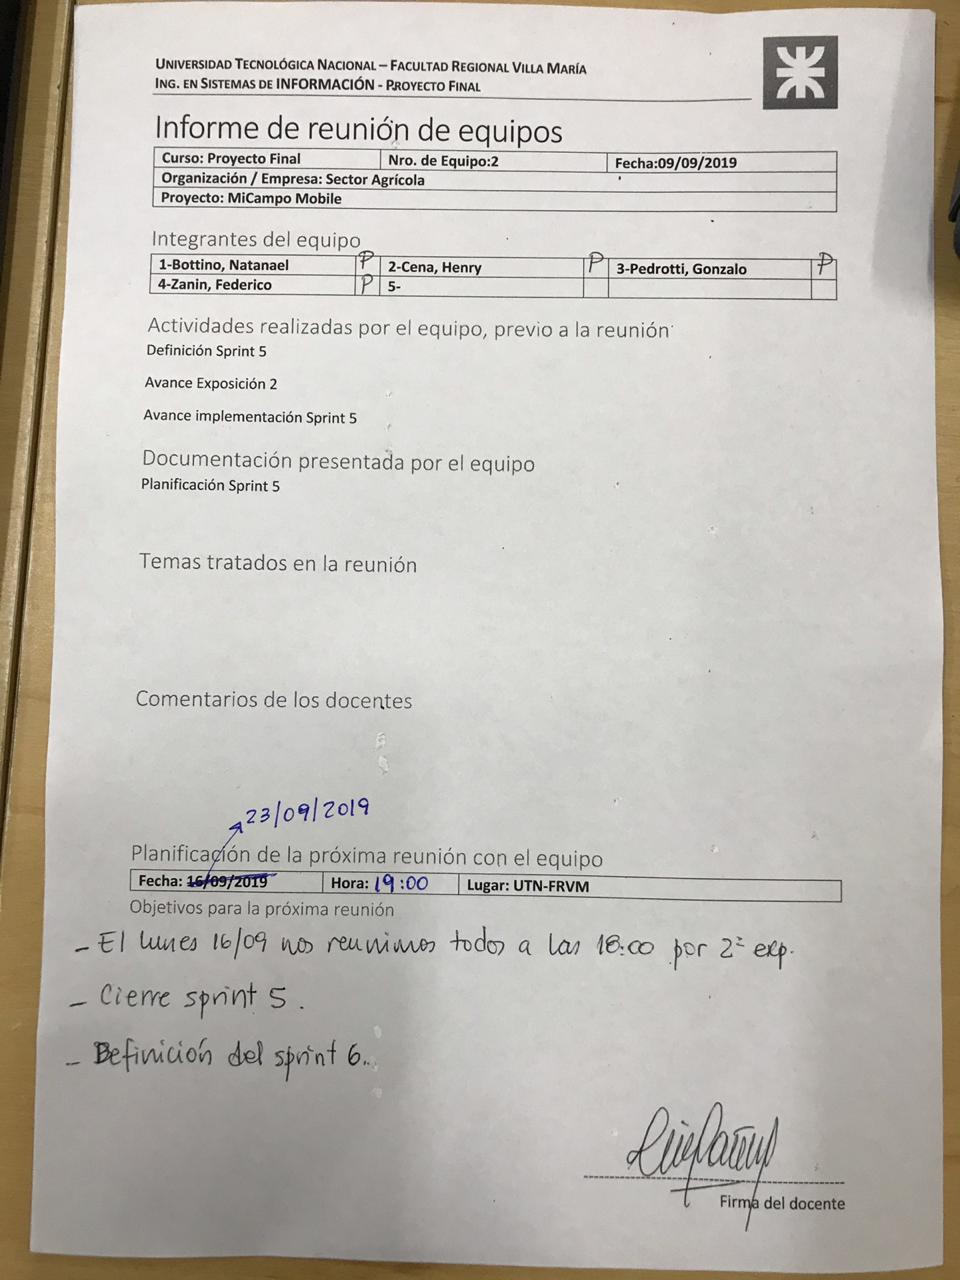 UNIVERSIDAD TECNOLÓGICA NACIONAL – FACULTAD REGIONAL VILLA MARÍA
ING. EN SISTEMAS DE INFORMACIÓN - PROYECTO FINAL
Informe de reunión de equipos
Curso: Proyecto Final Nro. de Equipo:2 Fecha:09/09/2019
Organización / Empresa: Sector Agrícola
Proyecto: MiCampo Mobile
Integrantes del equipo
1-Bottino, Natanael P 2-Cena, Henry P 3-Pedrotti, Gonzalo P
4-Zanin, Federico P 5-
Actividades realizadas por el equipo, previo a la reunión
Definición Sprint 5
Avance Exposición 2
Avance implementación Sprint 5
Documentación presentada por el equipo
Planificación Sprint 5
Temas tratados en la reunión
Comentarios de los docentes
23/09/2019
Planificación de la próxima reunión con el equipo
Fecha: 16/09/2019 Hora: 19:00 Lugar: UTN-FRVM
Objetivos para la próxima reunión
- El lunes 16/09 nos reunimos todos a las 18:00 por 2ª exp.
- Cierre sprint 5.
- Definición del sprint 6.
Firma del docente